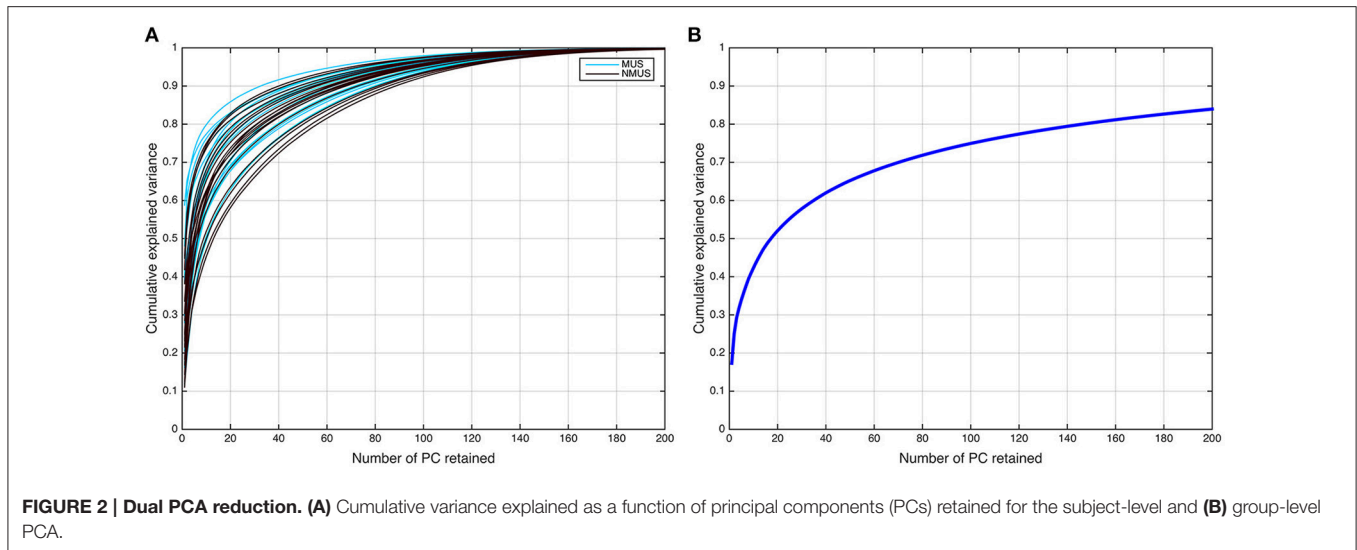 A
Cumulative explained variance
1
0.9
0.8
0.7
0.6
0.5
0.4
0.3
0.2
0.1
0
0 20 40 60 80 100 120 140 160 180 200
Number of PC retained
MUS
NMUS
B
Cumulative explained variance
1
0.9
0.8
0.7
0.6
0.5
0.4
0.3
0.2
0.1
0
0 20 40 60 80 100 120 140 160 180 200
Number of PC retained
FIGURE 2 | Dual PCA reduction. (A) Cumulative variance explained as a function of principal components (PCs) retained for the subject-level and (B) group-level
PCA.